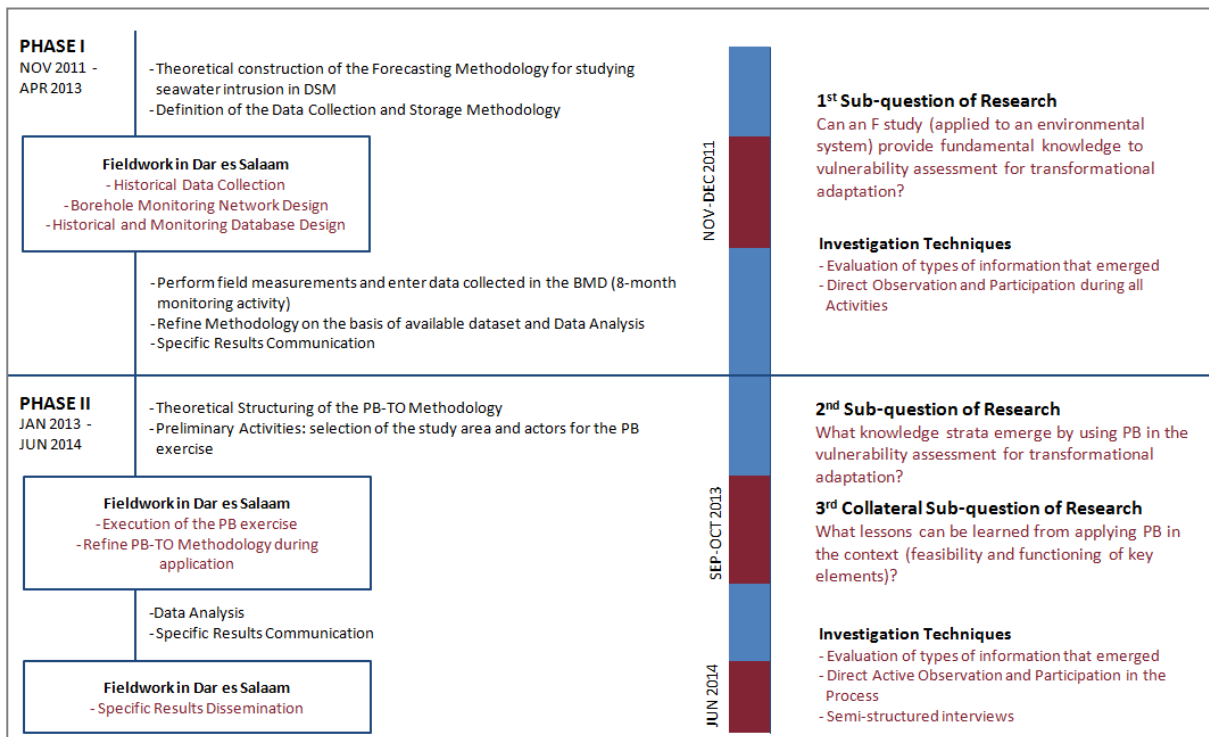 PHASE I
NOV 2011 -
APR 2013
- Theoretical construction of the Forecasting Methodology for studying
seawater intrusion in DSM
- Definition of the Data Collection and Storage Methodology
Fieldwork in Dar es Salaam
- Historical Data Collection
- Borehole Monitoring Network Design
- Historical and Monitoring Database Design
- Perform field measurements and enter data collected in the BMD (8-month
monitoring activity)
- Refine Methodology on the basis of available dataset and Data Analysis
- Specific Results Communication
NOV-DEC 2011
1st Sub-question of Research
Can an F study (applied to an environmental
system) provide fundamental knowledge to
vulnerability assessment for transformational
adaptation?
Investigation Techniques
- Evaluation of types of information that emerged
- Direct Observation and Participation during all
Activities
PHASE II
JAN 2013 -
JUN 2014
- Theoretical Structuring of the PB-TO Methodology
- Preliminary Activities: selection of the study area and actors for the PB
exercise
Fieldwork in Dar es Salaam
- Execution of the PB exercise
- Refine PB-TO Methodology during
application
-Data Analysis
- Specific Results Communication
Fieldwork in Dar es Salaam
- Specific Results Dissemination
SEP-OCT 2013
JUN 2014
2nd Sub-question of Research
What knowledge strata emerge by using PB in the
vulnerability assessment for transformational
adaptation?
3rd Collateral Sub-question of Research
What lessons can be learned from applying PB in
the context (feasibility and functioning of key
elements)?
Investigation Techniques
- Evaluation of types of information that emerged
- Direct Active Observation and Participation in the
Process
- Semi-structured interviews